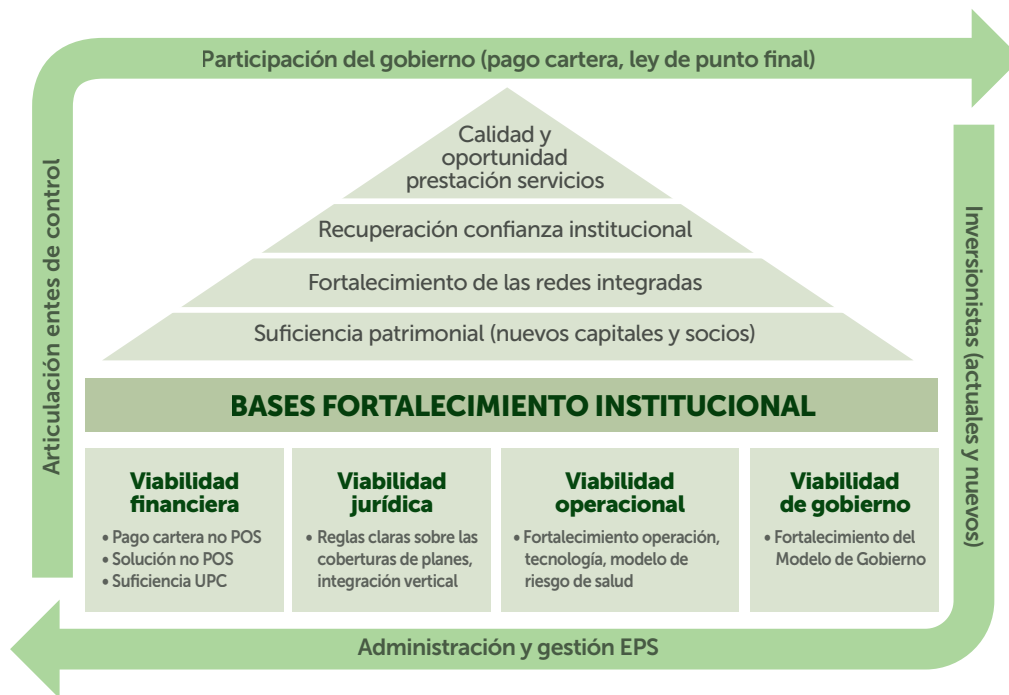 Participación del gobierno (pago cartera, ley de punto final)
Articulación entes de control
Calidad y
oportunidad
prestación servicios
Recuperación confianza institucional
Fortalecimiento de las redes integradas
Suficiencia patrimonial (nuevos capitales y socios)
Inversionistas (actuales y nuevos)
BASES FORTALECIMIENTO INSTITUCIONAL
Viabilidad
financiera
• Pago cartera no POS
• Solución no POS
• Suficiencia UPC
Viabilidad
jurídica
• Reglas claras sobre las
coberturas de planes,
integración vertical
Viabilidad
operacional
• Fortalecimiento operación,
tecnología, modelo de
riesgo de salud
Viabilidad
de gobierno
• Fortalecimiento del
Modelo de Gobierno
Administración y gestión EPS